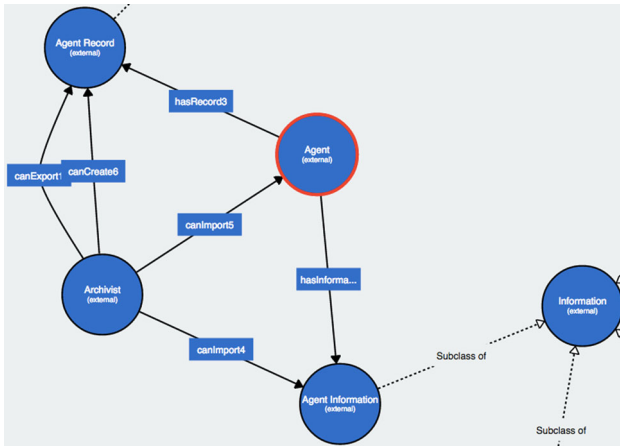 Agent Record
(external)
hasRecord3
Agent
(external)
canExport1
canCreate6
canImport5
hasInforma...
Archivist
(external)
Information
(external)
canImport4
Subclass of
Agent Information
(external)
Subclass of